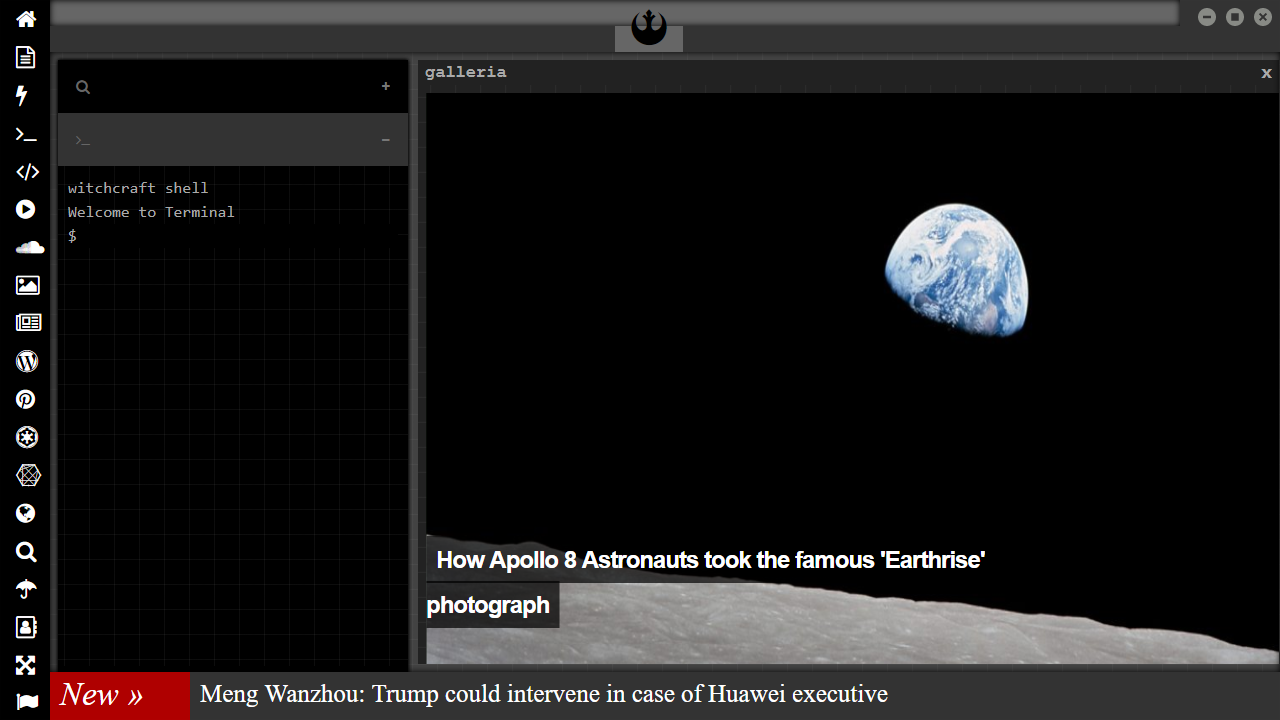 galleria
x
+
>_
−
witchcraft shell
Welcome to Terminal
$
How Apollo 8 Astronauts took the famous 'Earthrise'
photograph
New »
Meng Wanzhou: Trump could intervene in case of Huawei executive